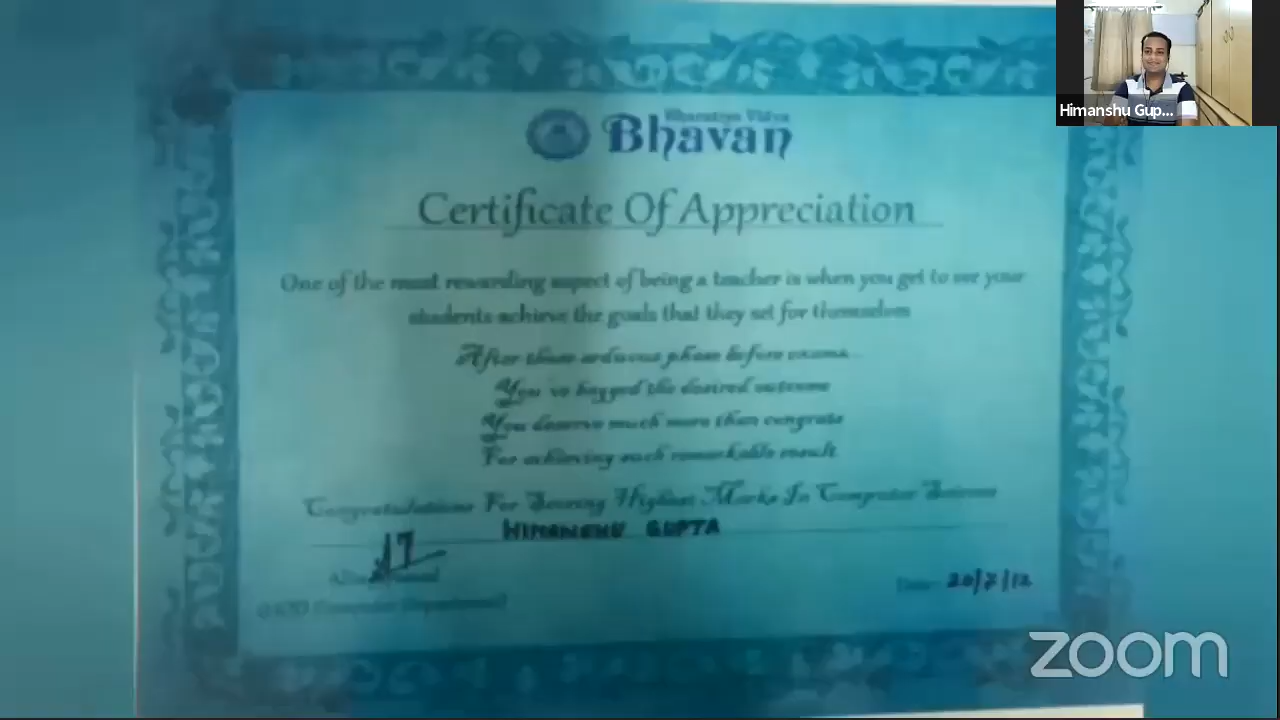 Bharatiya Vidya
Bhavan
Himanshu Gup...
Certificate Of Appreciation
One of the most rewarding aspect of being a teacher is when you get to see your
students achieve the goals that they set for themselves
After those arduous phase before exams
You've bagged the desired outcome
You deserve much more than congrats
For achieving such remarkable result
Congratulations For Scoring Highest Marks In Computer Science
HIMANSHU GUPTA
Date: 20/7/12
(HOD Computer Department)
zoom